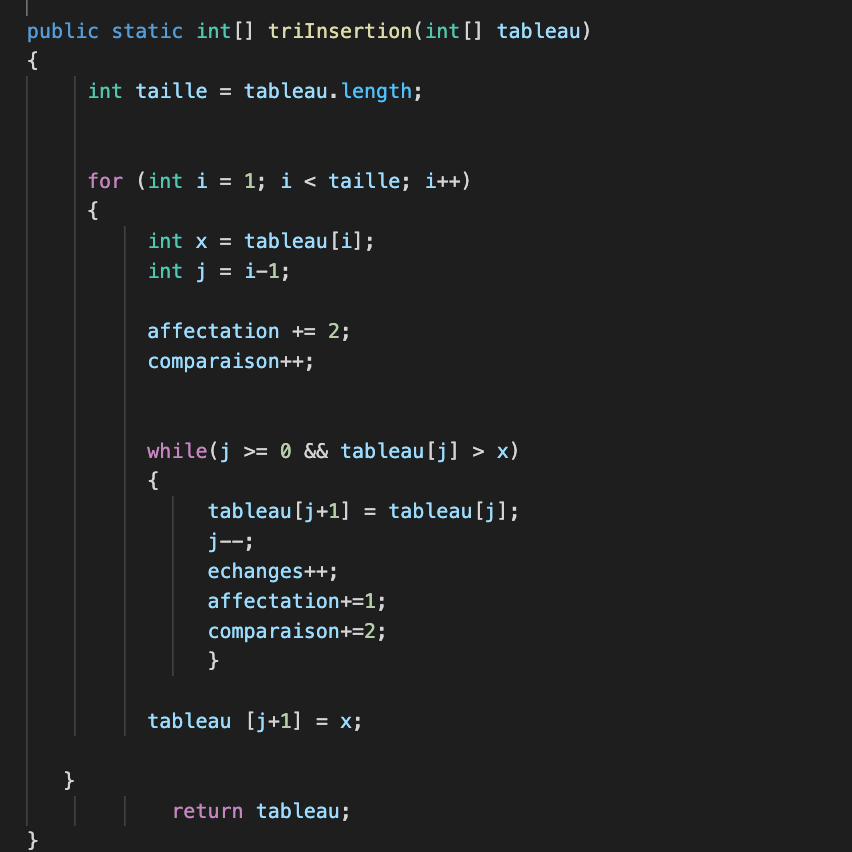 public static int[] triInsertion(int[] tableau)
{
int taille = tableau.length;
for (int i = 1; i < taille; i++)
{
int x = tableau[i];
int j = i-1;
affectation += 2;
comparaison++;
while(j >= 0 && tableau[j] > x)
{
tableau[j+1] = tableau[j];
j--;
echanges++;
affectation+=1;
comparaison+=2;
}
tableau [j+1] = x;
}
return tableau;
}